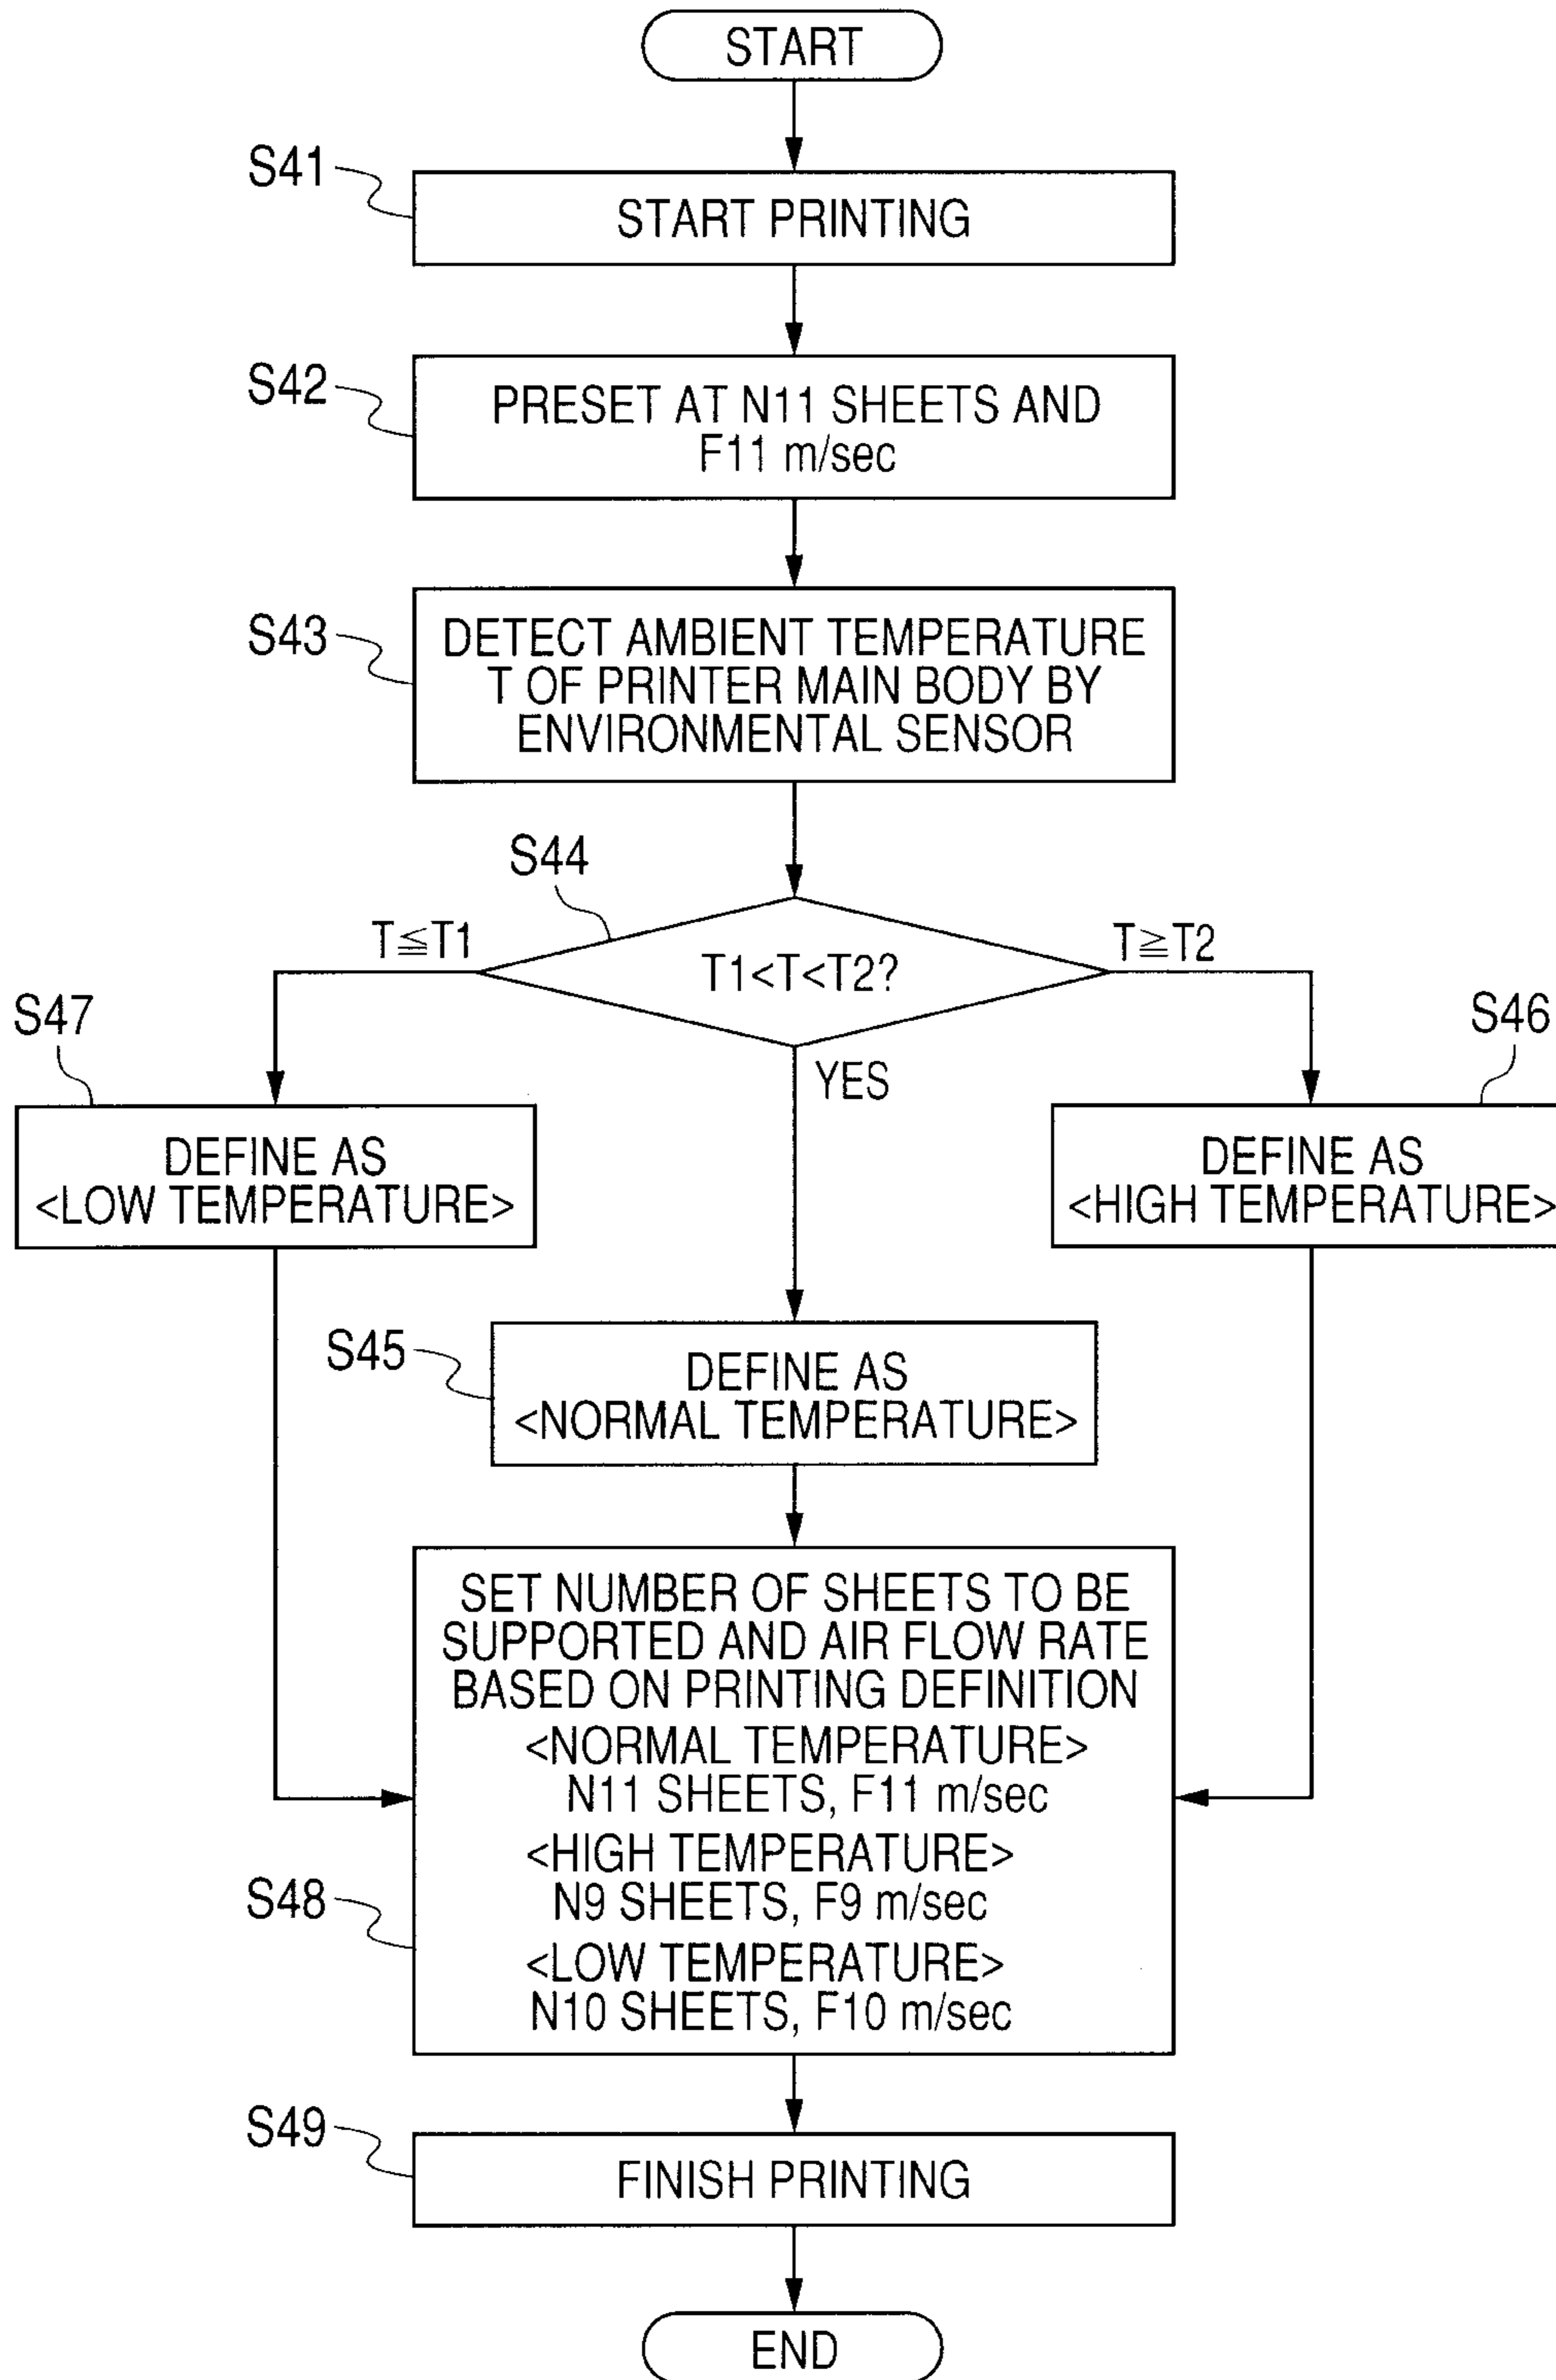 START
S41
START PRINTING
S42
PRESET AT N11 SHEETS AND
F11 m/sec
S43
DETECT AMBIENT TEMPERATURE
T OF PRINTER MAIN BODY BY
ENVIRONMENTAL SENSOR
S44
T≦T1
T1<T<T2?
T≧T2
S47
YES
S46
DEFINE AS
<LOW TEMPERATURE>
DEFINE AS
<HIGH TEMPERATURE>
S45
DEFINE AS
<NORMAL TEMPERATURE>
SET NUMBER OF SHEETS TO BE
SUPPORTED AND AIR FLOW RATE
BASED ON PRINTING DEFINITION
<NORMAL TEMPERATURE>
N11 SHEETS, F11 m/sec
<HIGH TEMPERATURE>
N9 SHEETS, F9 m/sec
S48
<LOW TEMPERATURE>
N10 SHEETS, F10 m/sec
S49
FINISH PRINTING
END